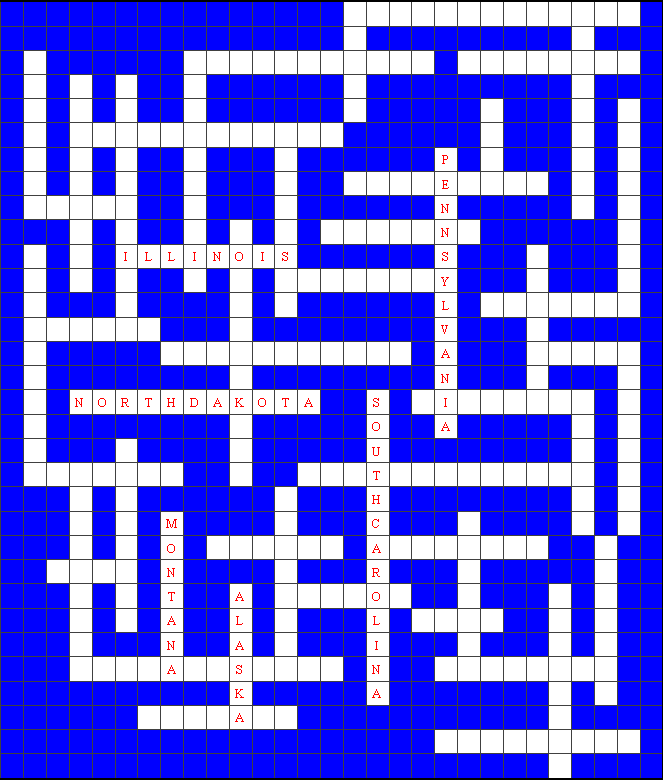 PENNSYLVANIA
ILLINOIS
NORTHDAKOTA
SOUTHCAROLINA
MONTANA
ALASKA